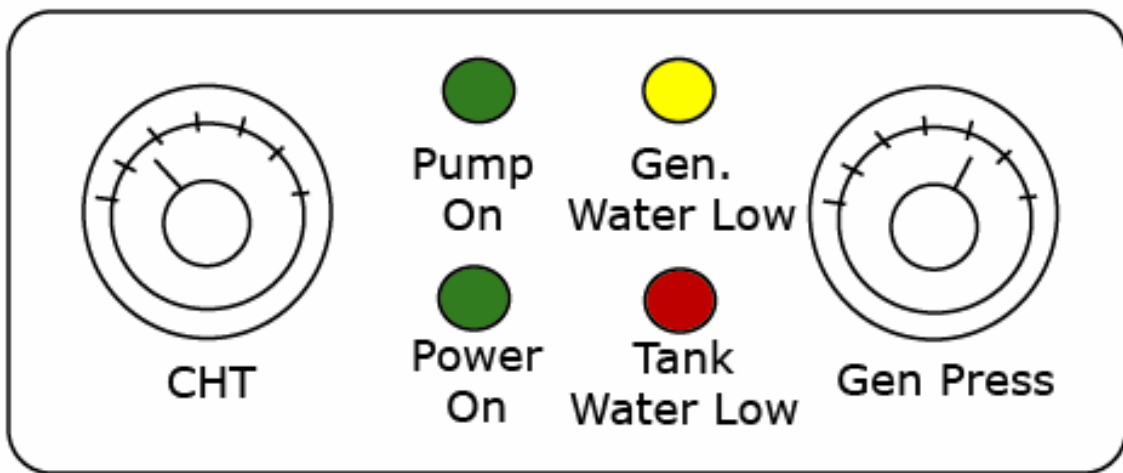 Pump
On
Gen.
Water Low
CHT
Power
On
Tank
Water Low
Gen Press